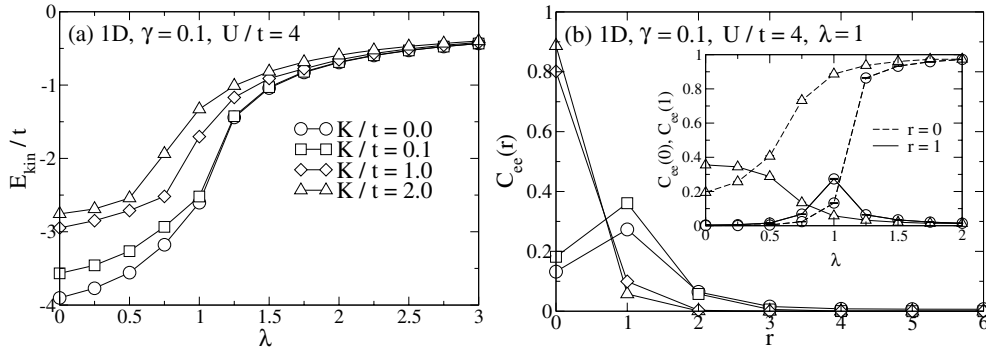 (a) 1D, γ = 0.1, U / t = 4
0
-1
-2
-3
-4
E_kin / t
K / t = 0.0
K / t = 0.1
K / t = 1.0
K / t = 2.0
0 0.5 1 1.5 2 2.5 3
λ
(b) 1D, γ = 0.1, U / t = 4, λ=1
1
0.8
0.6
0.4
0.2
0
C_ee(r)
0 1 2 3 4 5 6
r
1
0.8
0.6
0.4
0.2
0
C_ee(0), C_ee(1)
r = 0
r = 1
0 0.5 1 1.5 2
λ